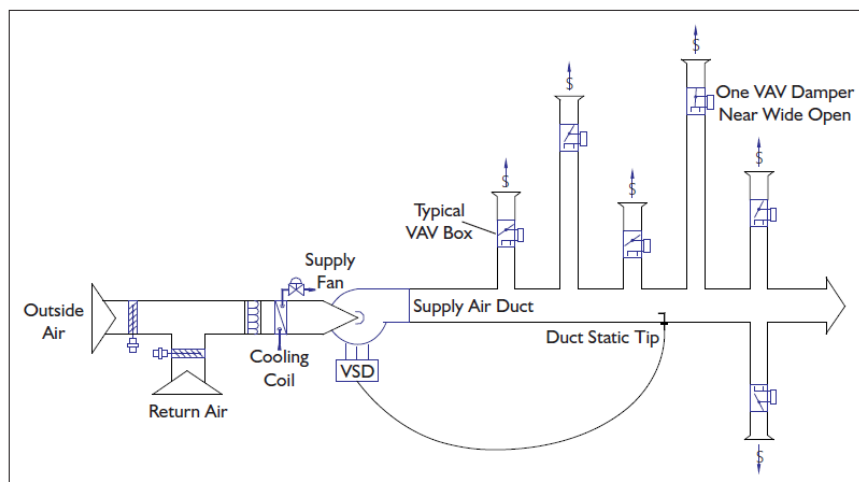 One VAV Damper
Near Wide Open
Typical
VAV Box
Supply
Fan
Outside
Air
Supply Air Duct
Duct Static Tip
Cooling
Coil
VSD
Return Air
S
S
S
S
S
S